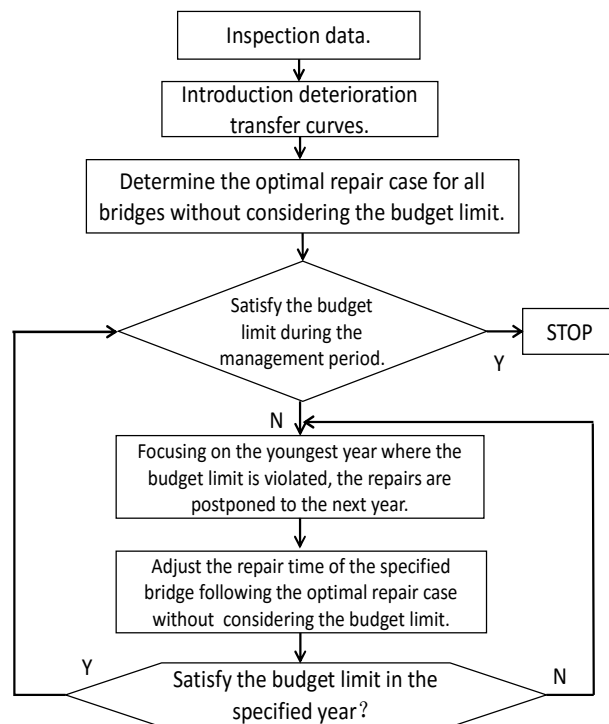 Inspection data.
Introduction deterioration
transfer curves.
Determine the optimal repair case for all
bridges without considering the budget limit.
Satisfy the budget
limit during the
management period.
Y
STOP
N
Focusing on the youngest year where the
budget limit is violated, the repairs are
postponed to the next year.
Adjust the repair time of the specified
bridge following the optimal repair case
without considering the budget limit.
Y
Satisfy the budget limit in the
specified year?
N